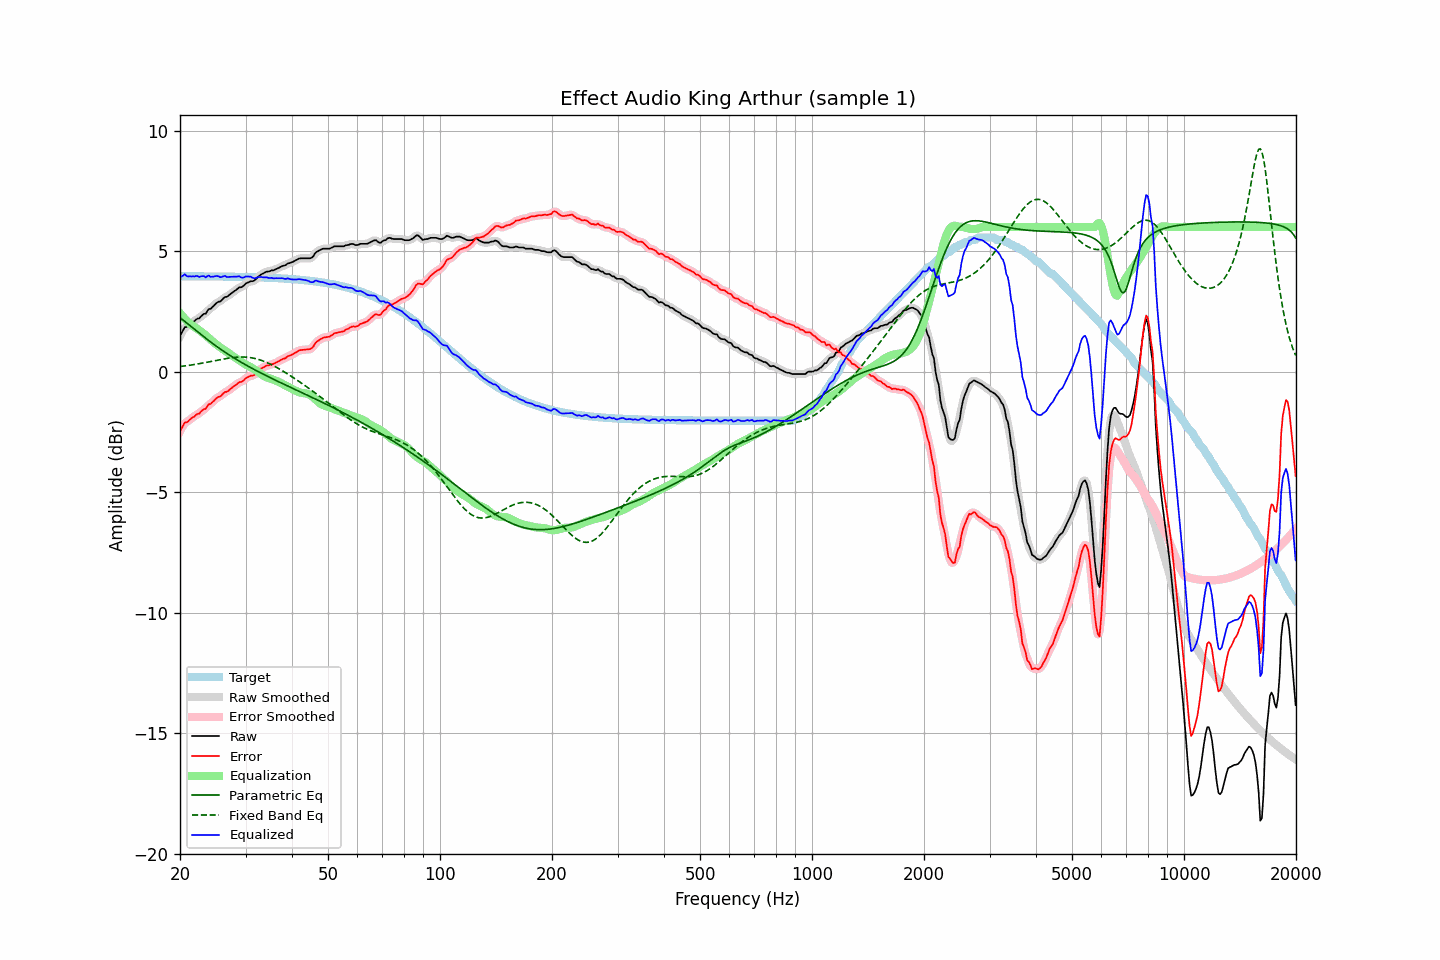 Effect Audio King Arthur (sample 1)
Amplitude (dBr)
10
5
0
−5
−10
−15
−20
Target
Raw Smoothed
Error Smoothed
Raw
Error
Equalization
Parametric Eq
Fixed Band Eq
Equalized
20 50 100 200 500 1000 2000 5000 10000 20000
Frequency (Hz)